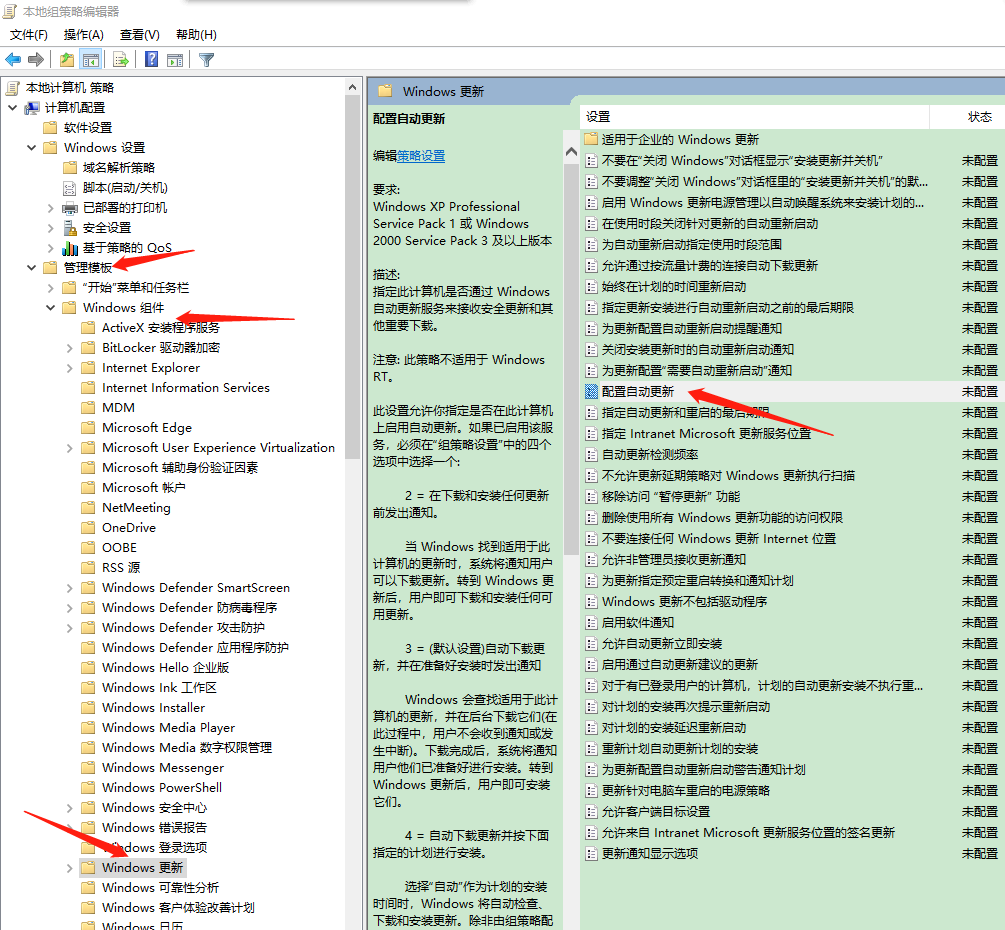 本地组策略编辑器
文件(F) 操作(A) 查看(V) 帮助(H)
本地计算机 策略
计算机配置
软件设置
Windows 设置
域名解析策略
脚本(启动/关机)
已部署的打印机
安全设置
基于策略的 QoS
管理模板
“开始”菜单和任务栏
Windows 组件
ActiveX 安装程序服务
BitLocker 驱动器加密
Internet Explorer
Internet Information Services
MDM
Microsoft Edge
Microsoft User Experience Virtualization
Microsoft 辅助身份验证因素
Microsoft 帐户
NetMeeting
OneDrive
OOBE
RSS 源
Windows Defender SmartScreen
Windows Defender 防病毒程序
Windows Defender 攻击防护
Windows Defender 应用程序防护
Windows Hello 企业版
Windows Ink 工作区
Windows Installer
Windows Media Player
Windows Media 数字权限管理
Windows Messenger
Windows PowerShell
Windows 安全中心
Windows 错误报告
Windows 登录选项
Windows 更新
Windows 可靠性分析
Windows 客户体验改善计划
Windows 日历
Windows 更新
配置自动更新
编辑策略设置
要求:
Windows XP Professional
Service Pack 1 或 Windows
2000 Service Pack 3 及以上版本
描述:
指定此计算机是否通过 Windows
自动更新服务来接收安全更新和其
他重要下载。
注意: 此策略不适用于 Windows
RT。
此设置允许你指定是否在此计算机
上启用自动更新。如果已启用该服
务，必须在“组策略设置”中的四个
选项中选择一个:
2 = 在下载和安装任何更新
前发出通知。
当 Windows 找到适用于此
计算机的更新时，系统将通知用户
可以下载更新。转到 Windows 更
新后，用户即可下载和安装任何可
用更新。
3 = (默认设置)自动下载更
新，并在准备好安装时发出通知
Windows 会查找适用于此计
算机的更新，并在后台下载它们(在
此过程中，用户不会收到通知或发
生中断)。下载完成后，系统将通知
用户他们已准备好进行安装。转到
Windows 更新后，用户即可安装
它们。
4 = 自动下载更新并按下面
指定的计划进行安装。
选择“自动”作为计划的安装
时间时，Windows 将自动检查、
下载和安装更新。除非由组策略配
设置 状态
适用于企业的 Windows 更新
不要在“关闭 Windows”对话框显示“安装更新并关机” 未配置
不要调整“关闭 Windows”对话框里的“安装更新并关机”的默... 未配置
启用 Windows 更新电源管理以自动唤醒系统来安装计划的... 未配置
在使用时段关闭针对更新的自动重新启动 未配置
为自动重新启动指定使用时段范围 未配置
允许通过按流量计费的连接自动下载更新 未配置
始终在计划的时间重新启动 未配置
指定更新安装进行自动重新启动之前的最后期限 未配置
为更新配置自动重新启动提醒通知 未配置
关闭安装更新时的自动重新启动通知 未配置
为更新配置“需要自动重新启动”通知 未配置
配置自动更新 未配置
指定自动更新和重启的最后期限 未配置
指定 Intranet Microsoft 更新服务位置 未配置
自动更新检测频率 未配置
不允许更新延期策略对 Windows 更新执行扫描 未配置
移除访问 “暂停更新” 功能 未配置
删除使用所有 Windows 更新功能的访问权限 未配置
不要连接任何 Windows 更新 Internet 位置 未配置
允许非管理员接收更新通知 未配置
为更新指定预定重启转换和通知计划 未配置
Windows 更新不包括驱动程序 未配置
启用软件通知 未配置
允许自动更新立即安装 未配置
启用通过自动更新建议的更新 未配置
对于有已登录用户的计算机，计划的自动更新安装不执行重... 未配置
对计划的安装再次提示重新启动 未配置
对计划的安装延迟重新启动 未配置
重新计划自动更新计划的安装 未配置
为更新配置自动重新启动警告通知计划 未配置
更新针对电脑车重启的电源策略 未配置
允许客户端目标设置 未配置
允许来自 Intranet Microsoft 更新服务位置的签名更新 未配置
更新通知显示选项 未配置